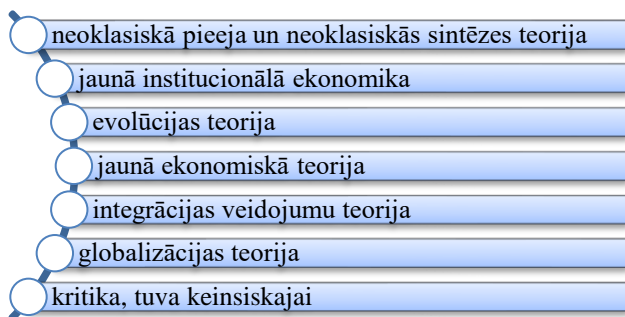 neoklasiskā pieeja un neoklasiskās sintēzes teorija
jaunā institucionālā ekonomika
evolūcijas teorija
jaunā ekonomiskā teorija
integrācijas veidojumu teorija
globalizācijas teorija
kritika, tuva keinsiskajai